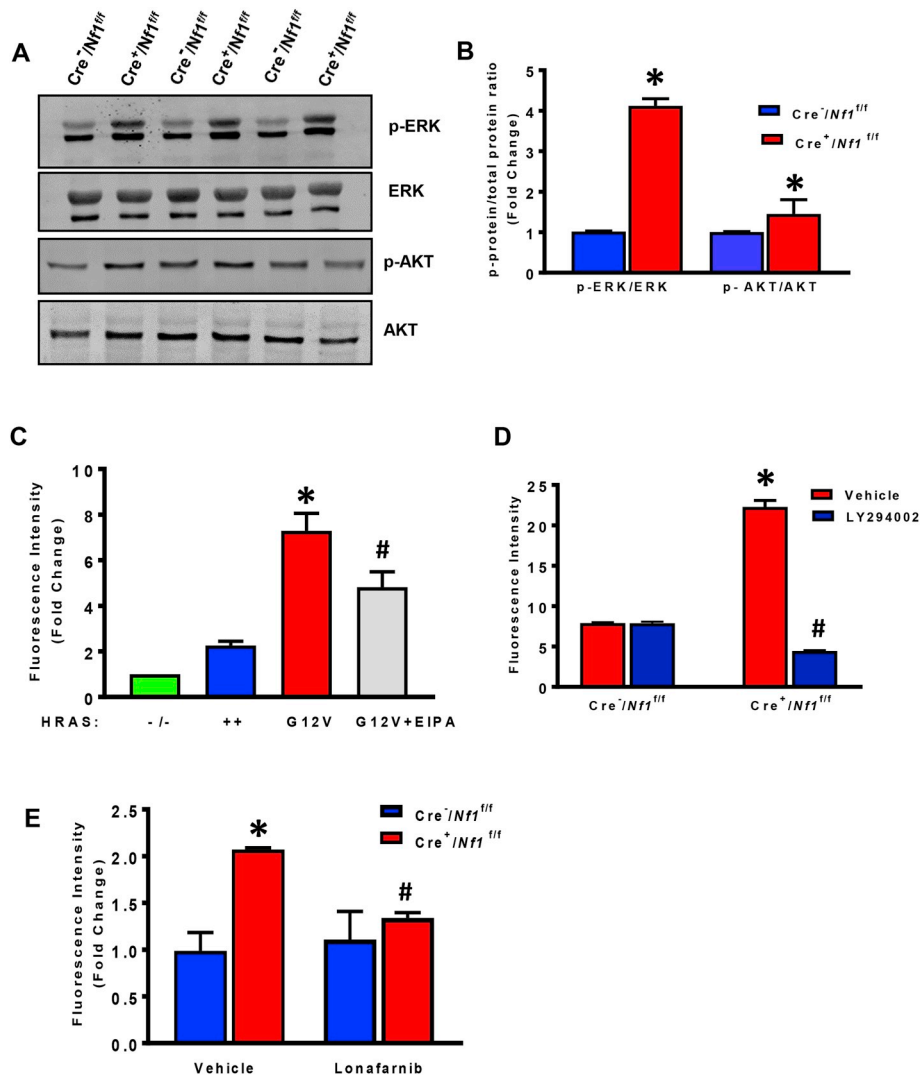 A
Cre-/Nf1f/f Cre+/Nf1f/f Cre-/Nf1f/f Cre+/Nf1f/f Cre-/Nf1f/f Cre+/Nf1f/f
p-ERK
ERK
p-AKT
AKT
B
p-protein/total protein ratio
(Fold Change)
5
4
3
2
1
0
*
*
Cre-/Nf1f/f
Cre+/Nf1 f/f
p-ERK/ERK p- AKT/AKT
C
Fluorescence Intensity
(Fold Change)
10
8
6
4
2
0
*
#
HRAS: -/- ++ G12V G12V+EIPA
D
Fluorescence Intensity
25
20
15
10
5
0
*
#
Vehicle
LY294002
Cre-/Nf1f/f Cre+/Nf1f/f
E
Fluorescence Intensity
(Fold Change)
2.5
2.0
1.5
1.0
0.5
0.0
*
#
Cre-/Nf1f/f
Cre+/Nf1 f/f
Vehicle Lonafarnib